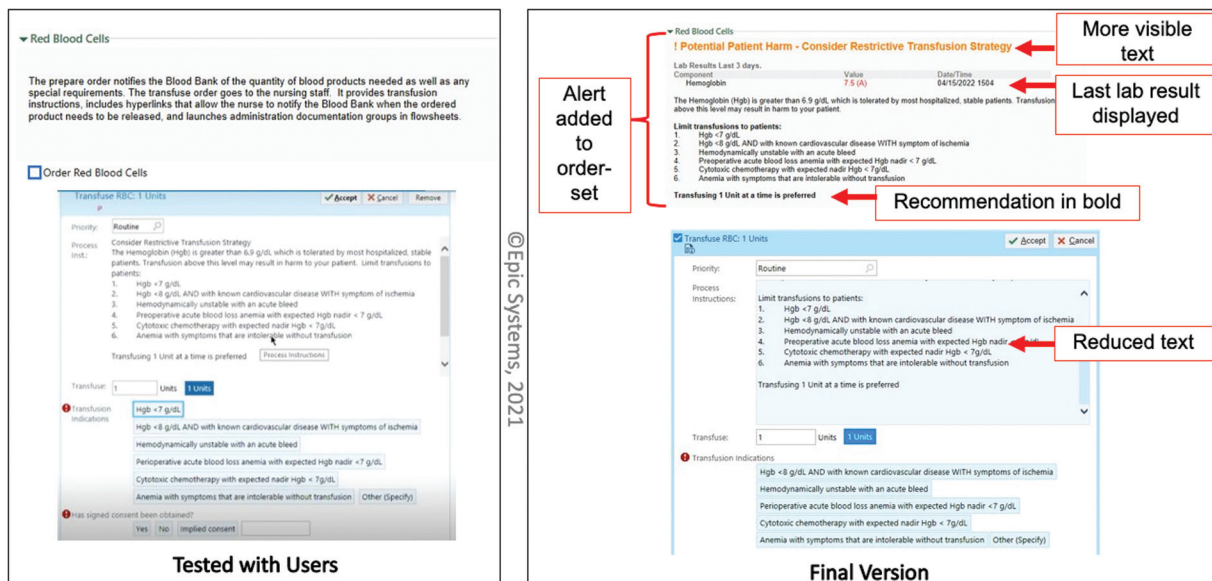 Red Blood Cells
The prepare order notifies the Blood Bank of the quantity of blood products needed as well as any
special requirements. The transfuse order goes to the nursing staff. It provides transfusion
instructions, includes hyperlinks that allow the nurse to notify the Blood Bank when the ordered
product needs to be released, and launches administration documentation groups in flowsheets.
Order Red Blood Cells
Transfuse RBC: 1 Units
Accept Cancel Remove
Priority: Routine
Process
Inst.:
Consider Restrictive Transfusion Strategy
The Hemoglobin (Hgb) is greater than 6.9 g/dL which is tolerated by most hospitalized, stable
patients. Transfusion above this level may result in harm to your patient. Limit transfusions to
patients:
1. Hgb <7 g/dL
2. Hgb <8 g/dL AND with known cardiovascular disease WITH symptom of ischemia
3. Hemodynamically unstable with an acute bleed
4. Preoperative acute blood loss anemia with expected Hgb nadir < 7 g/dL
5. Cytotoxic chemotherapy with expected nadir Hgb < 7g/dL
6. Anemia with symptoms that are intolerable without transfusion
Transfusing 1 Unit at a time is preferred
Process Instructions
Transfuse: 1 Units 1 Units
Transfusion
Indications
Hgb <7 g/dL
Hgb <8 g/dL AND with known cardiovascular disease WITH symptoms of ischemia
Hemodynamically unstable with an acute bleed
Perioperative acute blood loss anemia with expected Hgb nadir <7 g/dL
Cytotoxic chemotherapy with expected nadir Hgb < 7g/dL
Anemia with symptoms that are intolerable without transfusion Other (Specify)
Has signed consent been obtained?
Yes No Implied consent
Tested with Users
©Epic Systems, 2021
Alert
added
to
order-
set
Red Blood Cells
! Potential Patient Harm - Consider Restrictive Transfusion Strategy
More visible
text
Lab Results Last 3 days.
Component Value Date/Time
Hemoglobin 7.5 (A) 04/15/2022 1504
Last lab result
displayed
The Hemoglobin (Hgb) is greater than 6.9 g/dL which is tolerated by most hospitalized, stable patients. Transfusion
above this level may result in harm to your patient.
Limit transfusions to patients:
1. Hgb <7 g/dL
2. Hgb <8 g/dL AND with known cardiovascular disease WITH symptom of ischemia
3. Hemodynamically unstable with an acute bleed
4. Preoperative acute blood loss anemia with expected Hgb nadir < 7 g/dL
5. Cytotoxic chemotherapy with expected nadir Hgb < 7g/dL
6. Anemia with symptoms that are intolerable without transfusion
Transfusing 1 Unit at a time is preferred
Recommendation in bold
Transfuse RBC: 1 Units
Accept Cancel
Priority: Routine
Process
Instructions:
Limit transfusions to patients:
1. Hgb <7 g/dL
2. Hgb <8 g/dL AND with known cardiovascular disease WITH symptom of ischemia
3. Hemodynamically unstable with an acute bleed
4. Preoperative acute blood loss anemia with expected Hgb nadir
5. Cytotoxic chemotherapy with expected nadir Hgb < 7g/dL
6. Anemia with symptoms that are intolerable without transfusion
Reduced text
Transfusing 1 Unit at a time is preferred
Transfuse: 1 Units 1 Units
Transfusion Indications
Hgb <8 g/dL AND with known cardiovascular disease WITH symptoms of ischemia
Hemodynamically unstable with an acute bleed
Perioperative acute blood loss anemia with expected Hgb nadir <7 g/dL
Cytotoxic chemotherapy with expected nadir Hgb < 7g/dL
Anemia with symptoms that are intolerable without transfusion Other (Specify)
Final Version